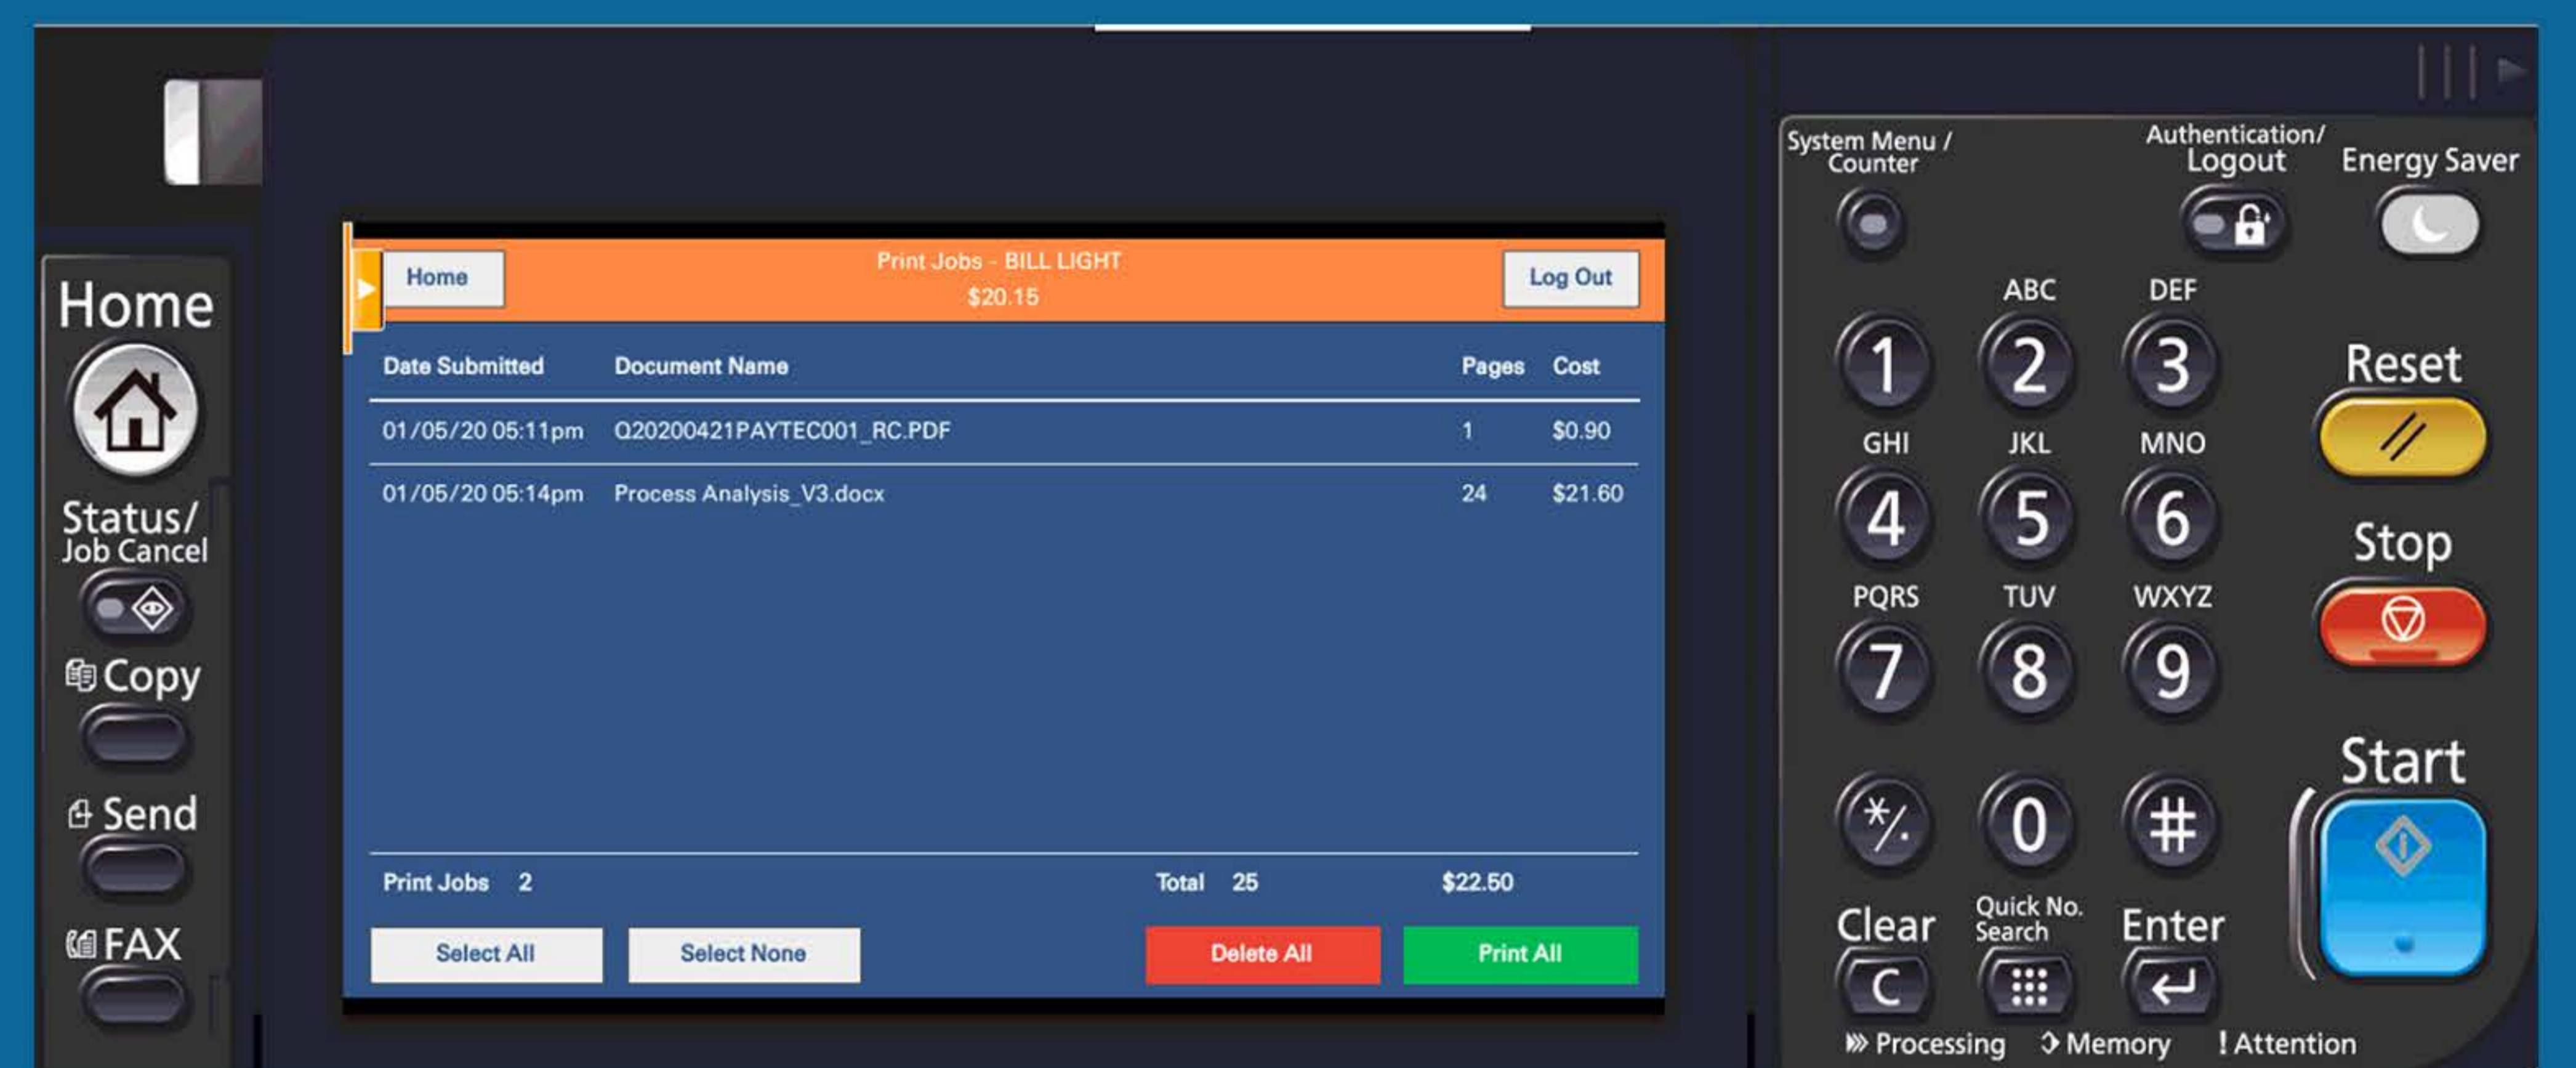 Home
Status/
Job Cancel
Copy
Send
FAX
Print Jobs - BILL LIGHT
$20.15
Home
Log Out
Date Submitted Document Name Pages Cost
01/05/20 05:11pm Q20200421PAYTEC001_RC.PDF 1 $0.90
01/05/20 05:14pm Process Analysis_V3.docx 24 $21.60
Print Jobs 2 Total 25 $22.50
Select All Select None Delete All Print All
System Menu /
Counter
Authentication/
Logout
Energy Saver
ABC DEF
1 2 3
Reset
GHI JKL MNO
4 5 6
Stop
PQRS TUV WXYZ
7 8 9
Start
*/. 0 #
Clear
Quick No.
Search
Enter
C
Processing Memory ! Attention